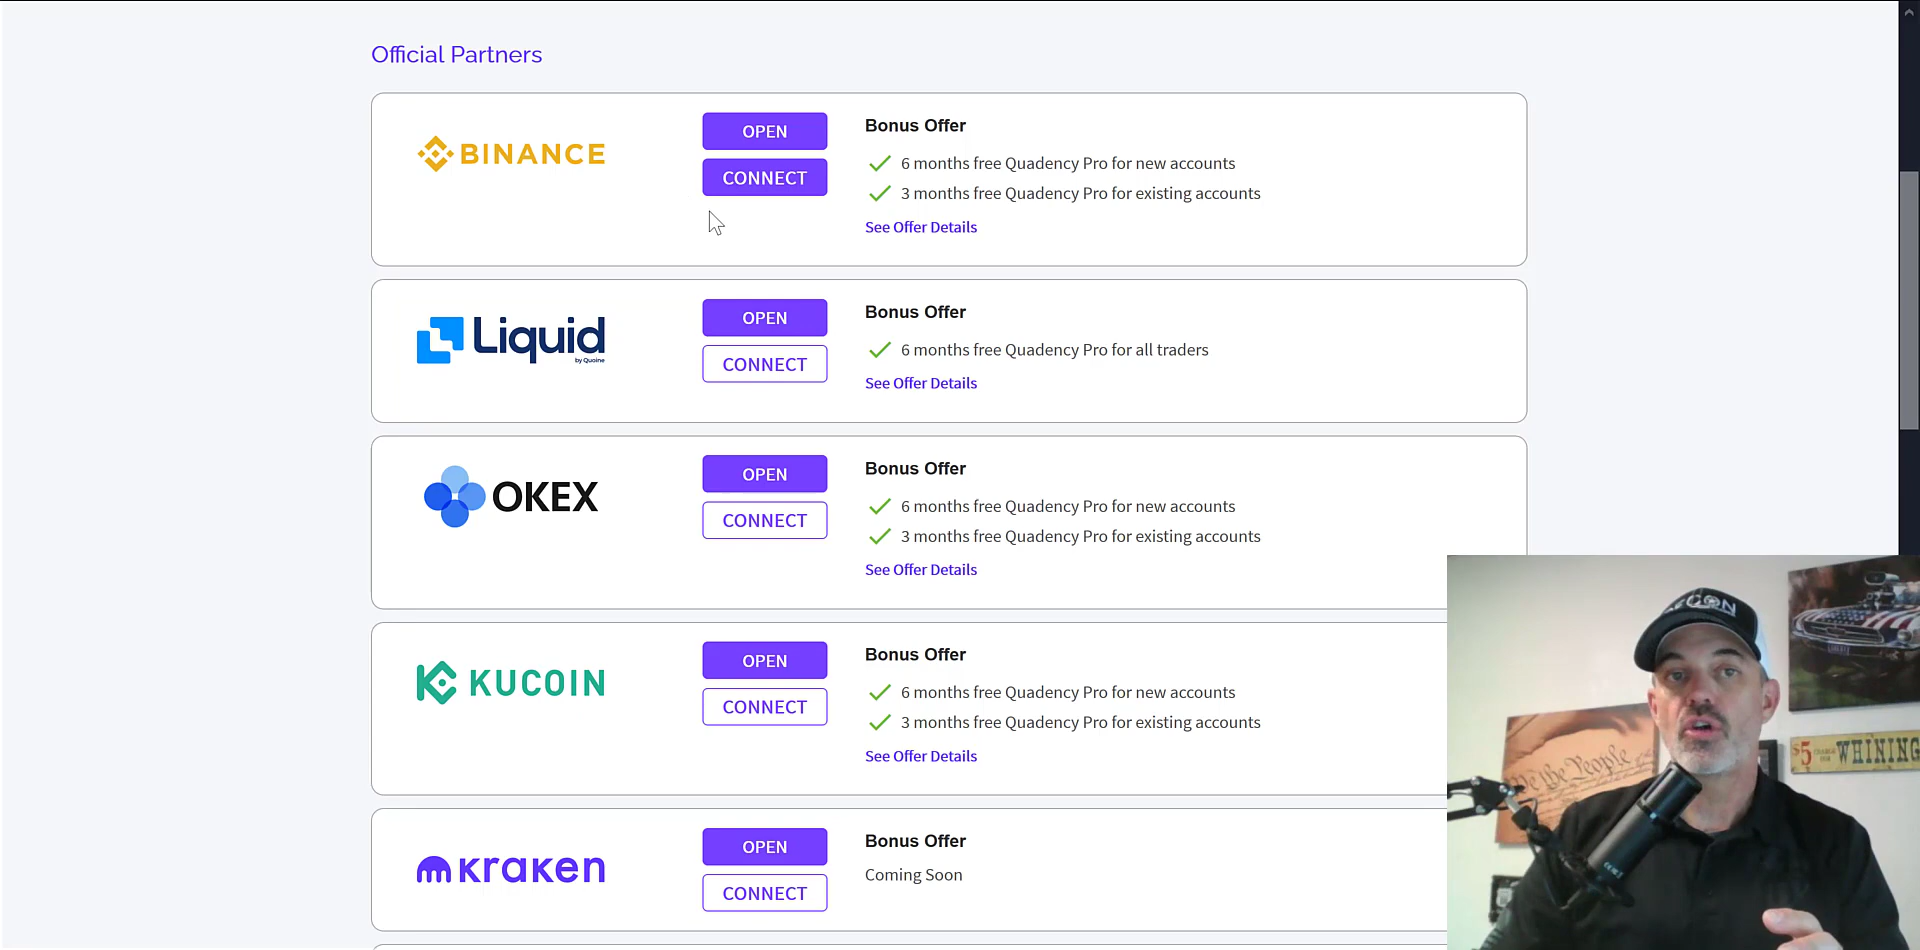 Official Partners
BINANCE
OPEN
CONNECT
Bonus Offer
6 months free Quadency Pro for new accounts
3 months free Quadency Pro for existing accounts
See Offer Details
Liquid
by Quoine
OPEN
CONNECT
Bonus Offer
6 months free Quadency Pro for all traders
See Offer Details
OKEX
OPEN
CONNECT
Bonus Offer
6 months free Quadency Pro for new accounts
3 months free Quadency Pro for existing accounts
See Offer Details
KUCOIN
OPEN
CONNECT
Bonus Offer
6 months free Quadency Pro for new accounts
3 months free Quadency Pro for existing accounts
See Offer Details
kraken
OPEN
CONNECT
Bonus Offer
Coming Soon
We the People
$5
WHINING